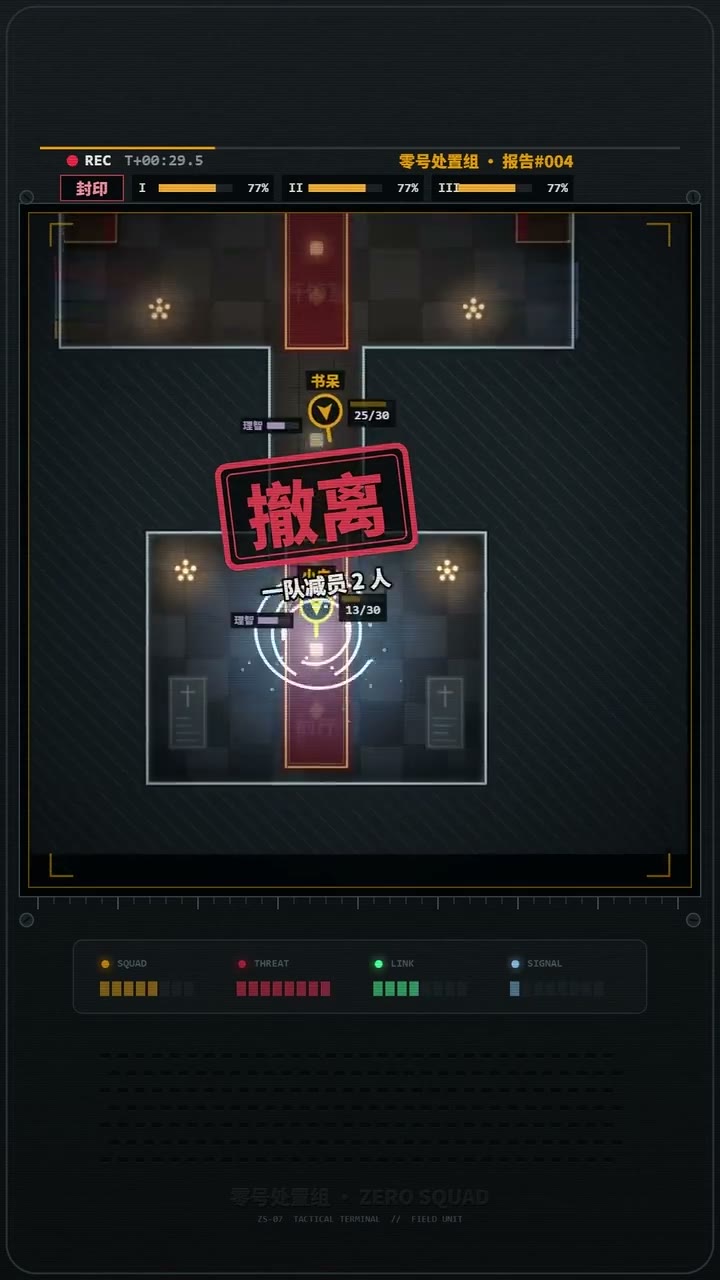 REC T+00:29.5
零号处置组 · 报告#004
封印
I 77%
II 77%
III 77%
书呆
25/30
理智
撤离
一队减员 2 人
13/30
理智
前厅
SQUAD
THREAT
LINK
SIGNAL
零号处置组 · ZERO SQUAD
ZS-07 TACTICAL TERMINAL // FIELD UNIT